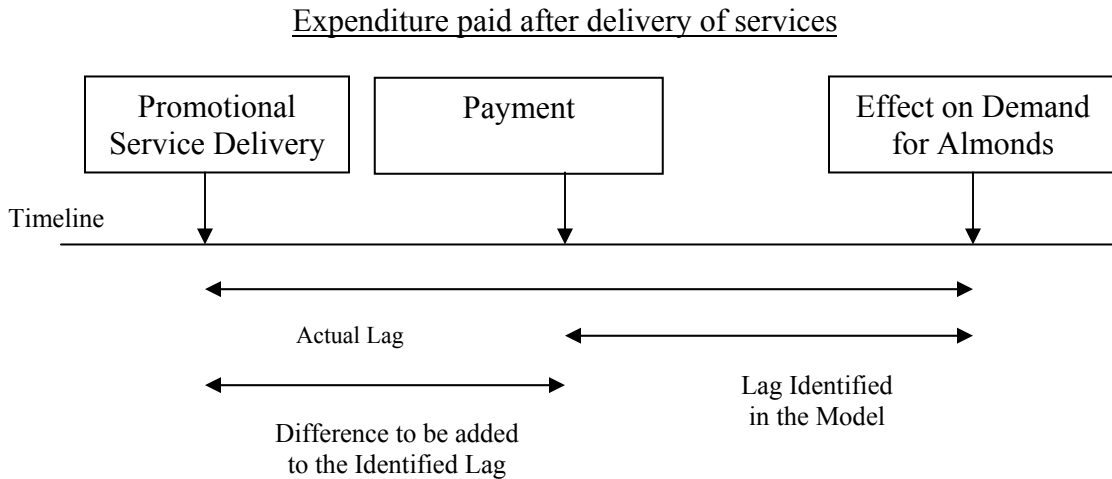 Expenditure paid after delivery of services
Promotional
Service Delivery
Payment
Effect on Demand
for Almonds
Timeline
Actual Lag
Lag Identified
in the Model
Difference to be added
to the Identified Lag